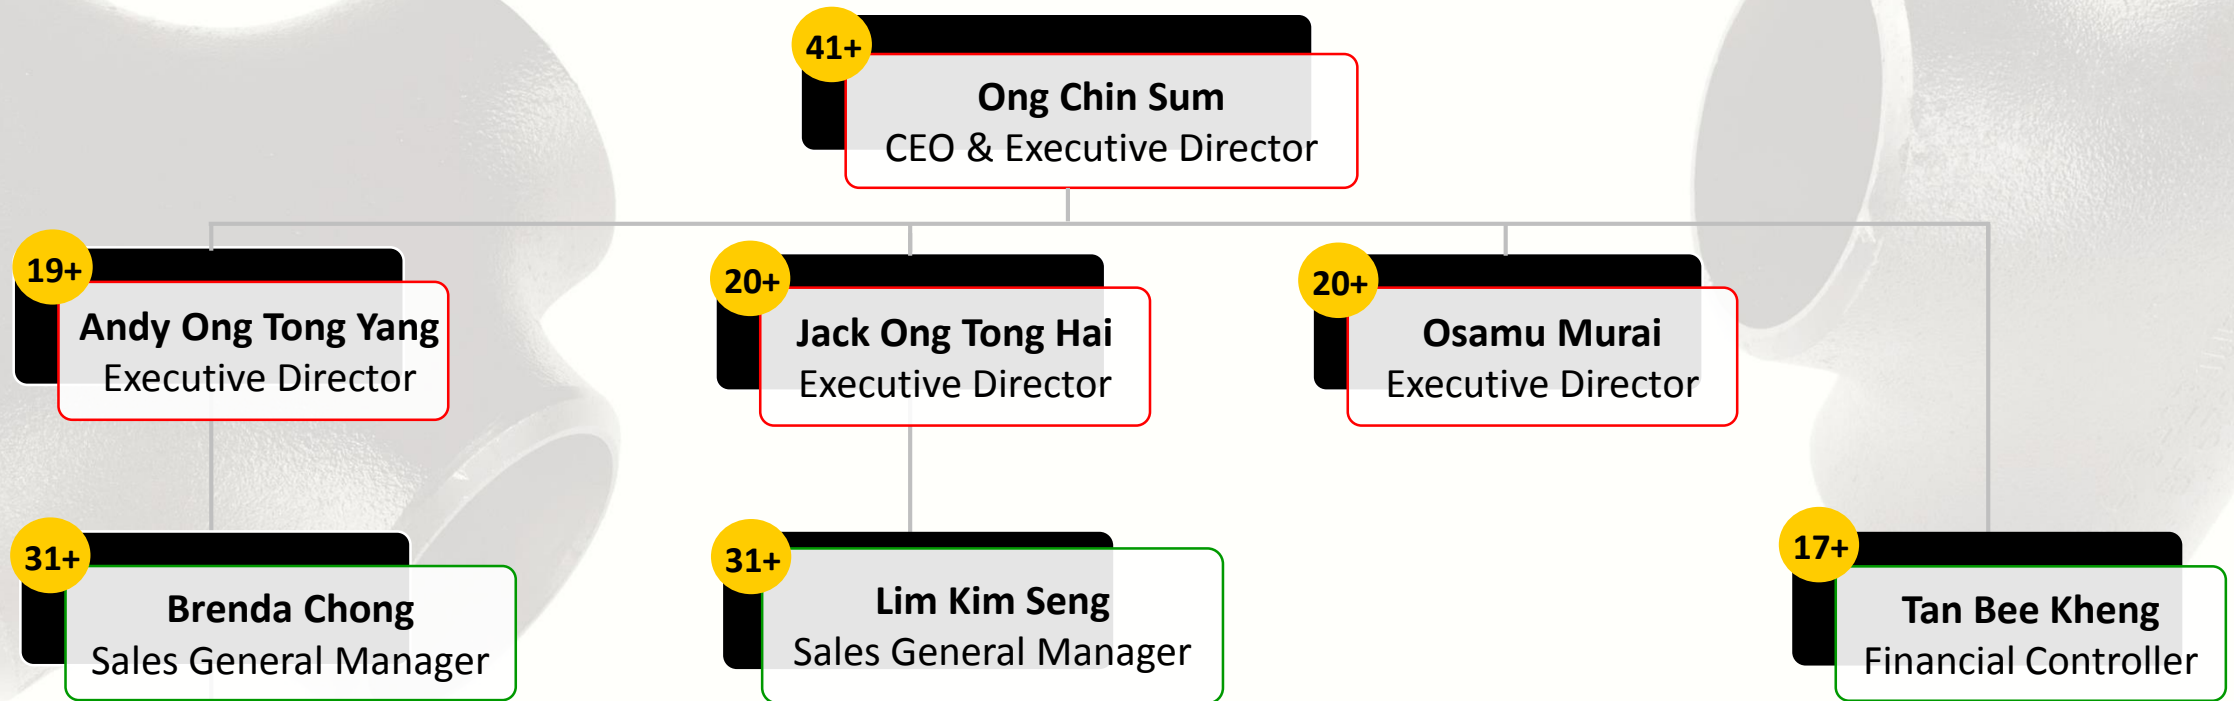 41+
Ong Chin Sum
CEO & Executive Director
19+
Andy Ong Tong Yang
Executive Director
20+
Jack Ong Tong Hai
Executive Director
20+
Osamu Murai
Executive Director
31+
Brenda Chong
Sales General Manager
31+
Lim Kim Seng
Sales General Manager
17+
Tan Bee Kheng
Financial Controller